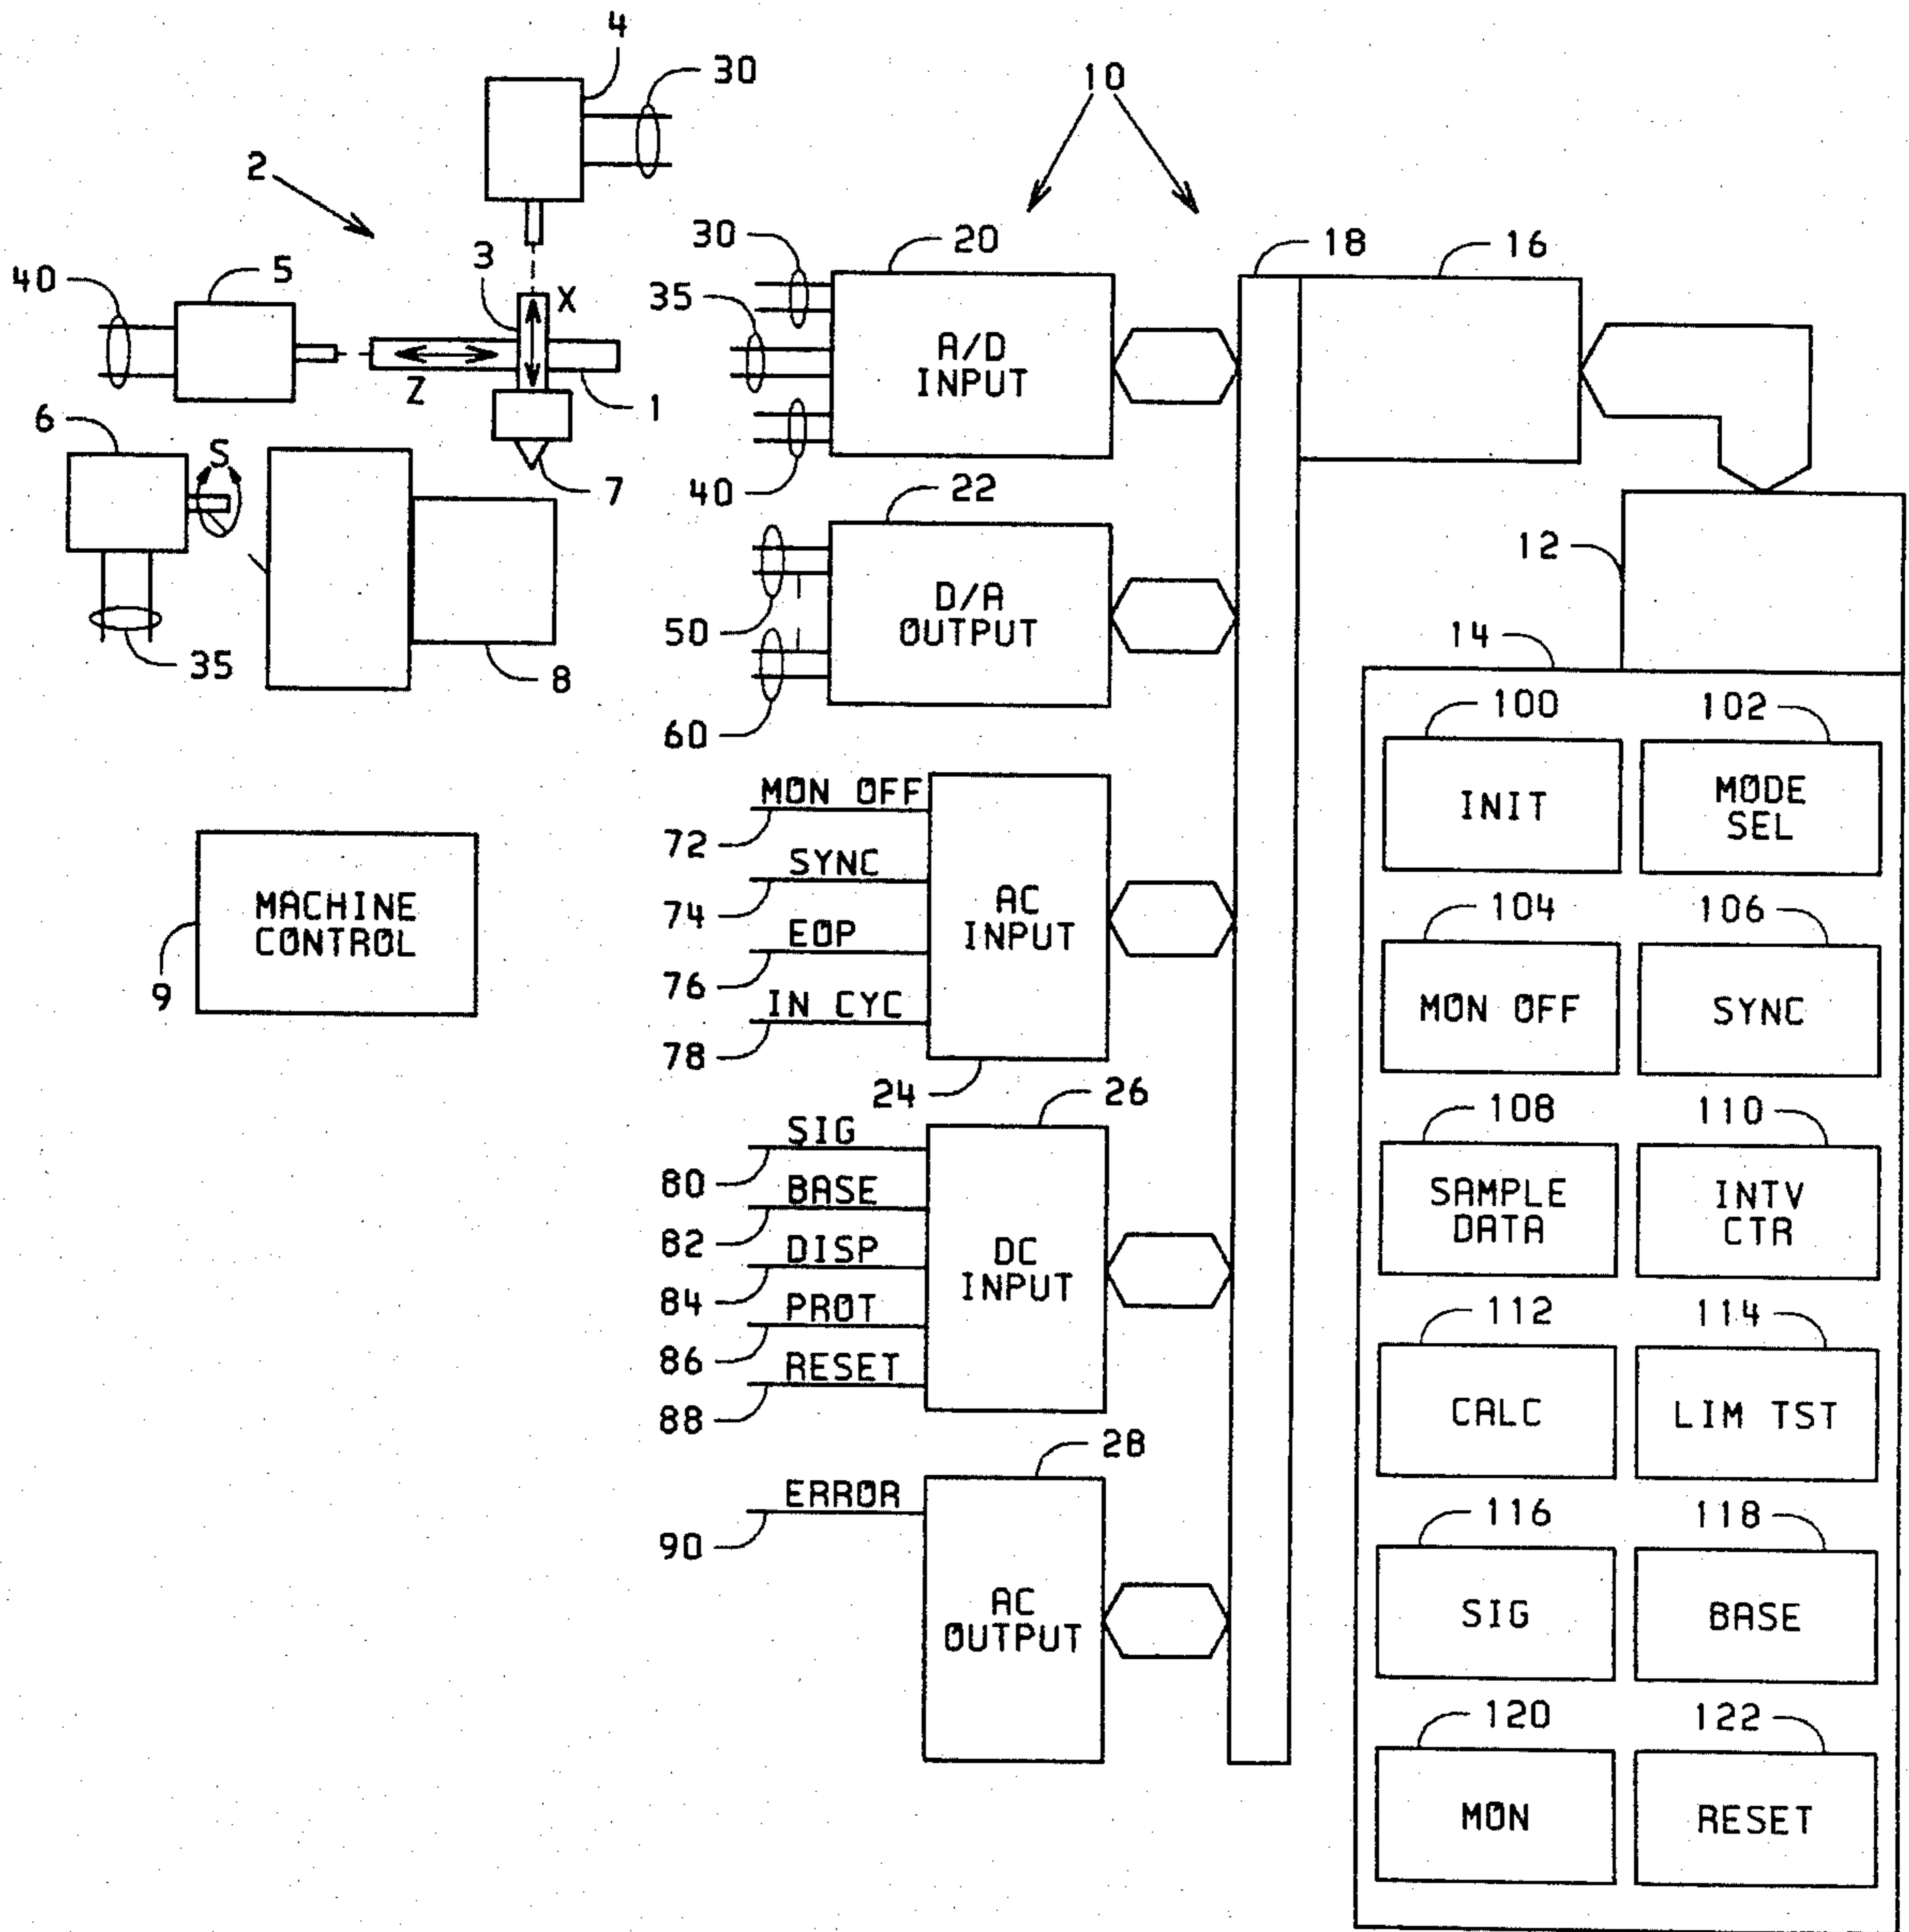 4
30
10
2
30
20
18
16
40
5
3
X
35
A/D
INPUT
Z
1
6
S
7
40
22
12
D/A
OUTPUT
50
14
35
8
60
100
102
MON OFF
INIT
MODE
SEL
72
SYNC
74
AC
INPUT
104
106
MACHINE
CONTROL
EOP
76
9
IN CYC
MON OFF
SYNC
78
24
26
108
110
SIG
80
BASE
SAMPLE
DATA
INTV
CTR
82
DISP
DC
INPUT
84
PROT
112
114
86
RESET
88
CALC
LIM TST
28
ERROR
116
118
90
AC
OUTPUT
SIG
BASE
120
122
MON
RESET